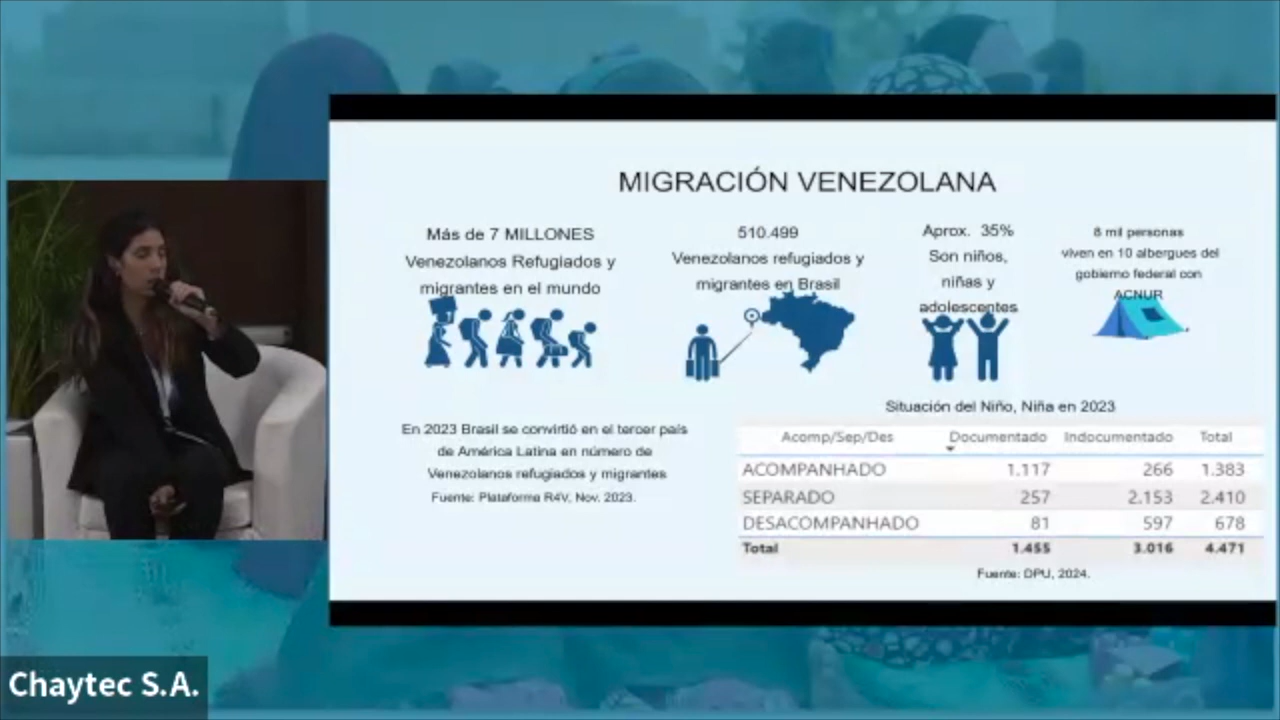 MIGRACIÓN VENEZOLANA
Más de 7 MILLONES
Venezolanos Refugiados y
migrantes en el mundo
510.499
Venezolanos refugiados y
migrantes en Brasil
Aprox. 35%
Son niños,
niñas y
adolescentes
8 mil personas
viven en 10 albergues del
gobierno federal con
ACNUR
En 2023 Brasil se convirtió en el tercer país
de América Latina en número de
Venezolanos refugiados y migrantes
Fuente: Plataforma R4V, Nov. 2023.
Situación del Niño, Niña en 2023
Acomp/Sep/Des Documentado Indocumentado Total
ACOMPANHADO 1.117 266 1.383
SEPARADO 257 2.153 2.410
DESACOMPANHADO 81 597 678
Total 1.455 3.016 4.471
Fuente: DPU, 2024.
Chaytec S.A.